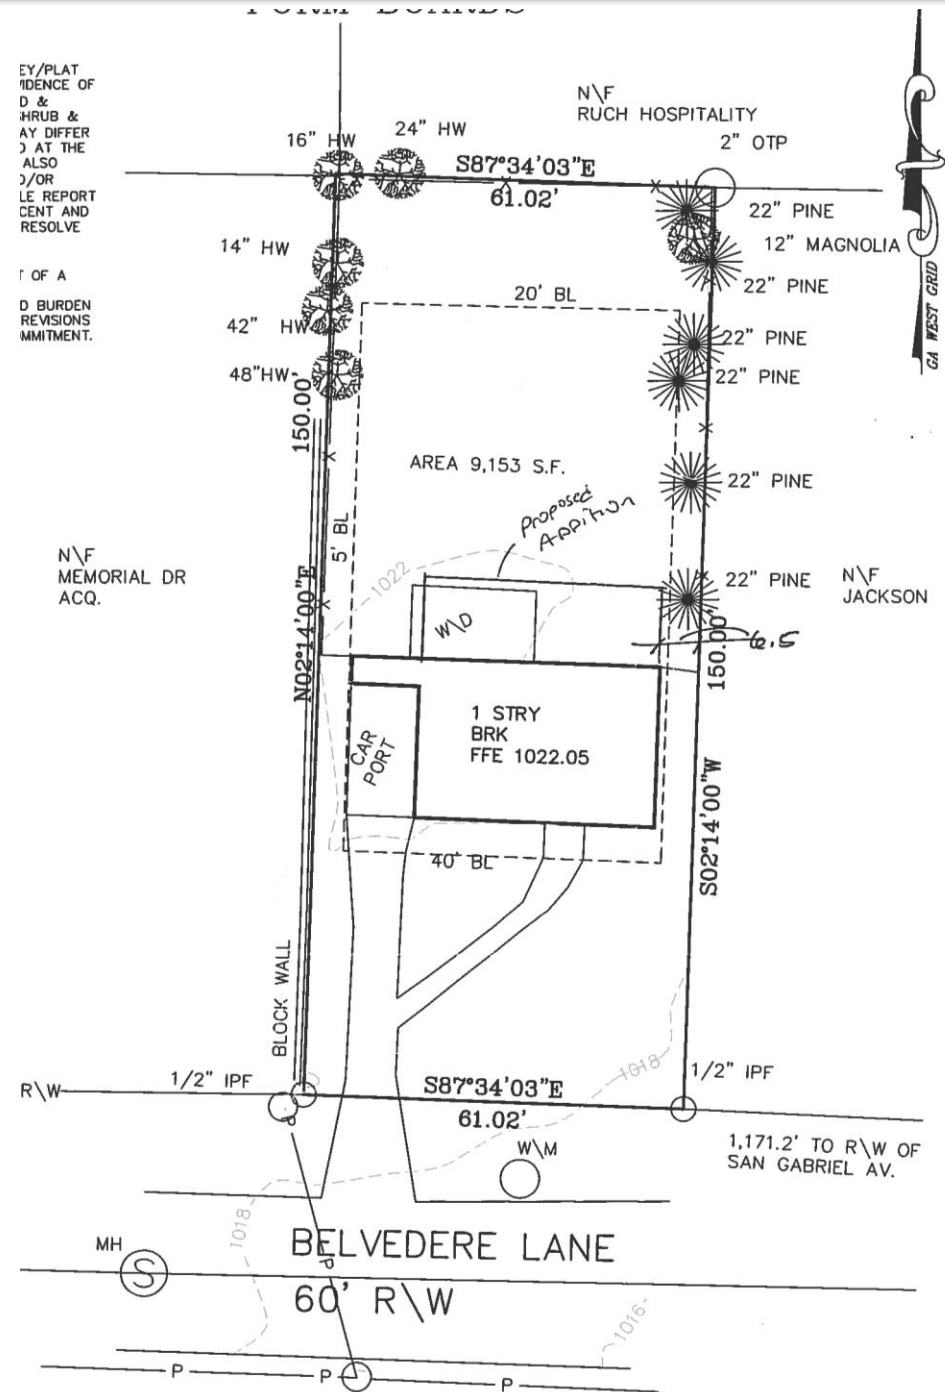 FORM BOARDS
EY/PLAT
IDENCE OF
D &
HRUB &
AY DIFFER
D AT THE
ALSO
D/OR
LE REPORT
CENT AND
RESOLVE
T OF A
D BURDEN
REVISIONS
MMITMENT.
N\F
RUCH HOSPITALITY
16" HW
24" HW
2" OTP
S87°34'03"E
61.02'
22" PINE
12" MAGNOLIA
14" HW
22" PINE
GA WEST GRID
20' BL
42" HW
22" PINE
48"HW
22" PINE
150.00'
AREA 9,153 S.F.
22" PINE
Proposed
Addition
5' BL
N\F
MEMORIAL DR
ACQ.
1022
22" PINE
N\F
JACKSON
N02°14'00"E
W\D
6.5
150.00'
1 STRY
BRK
FFE 1022.05
CAR
PORT
S02°14'00"W
40' BL
BLOCK WALL
1018
R\W
1/2" IPF
S87°34'03"E
61.02'
1/2" IPF
P
W\M
1,171.2' TO R\W OF
SAN GABRIEL AV.
1018
MH
S
BELVEDERE LANE
P
60' R\W
1016
P
P
P